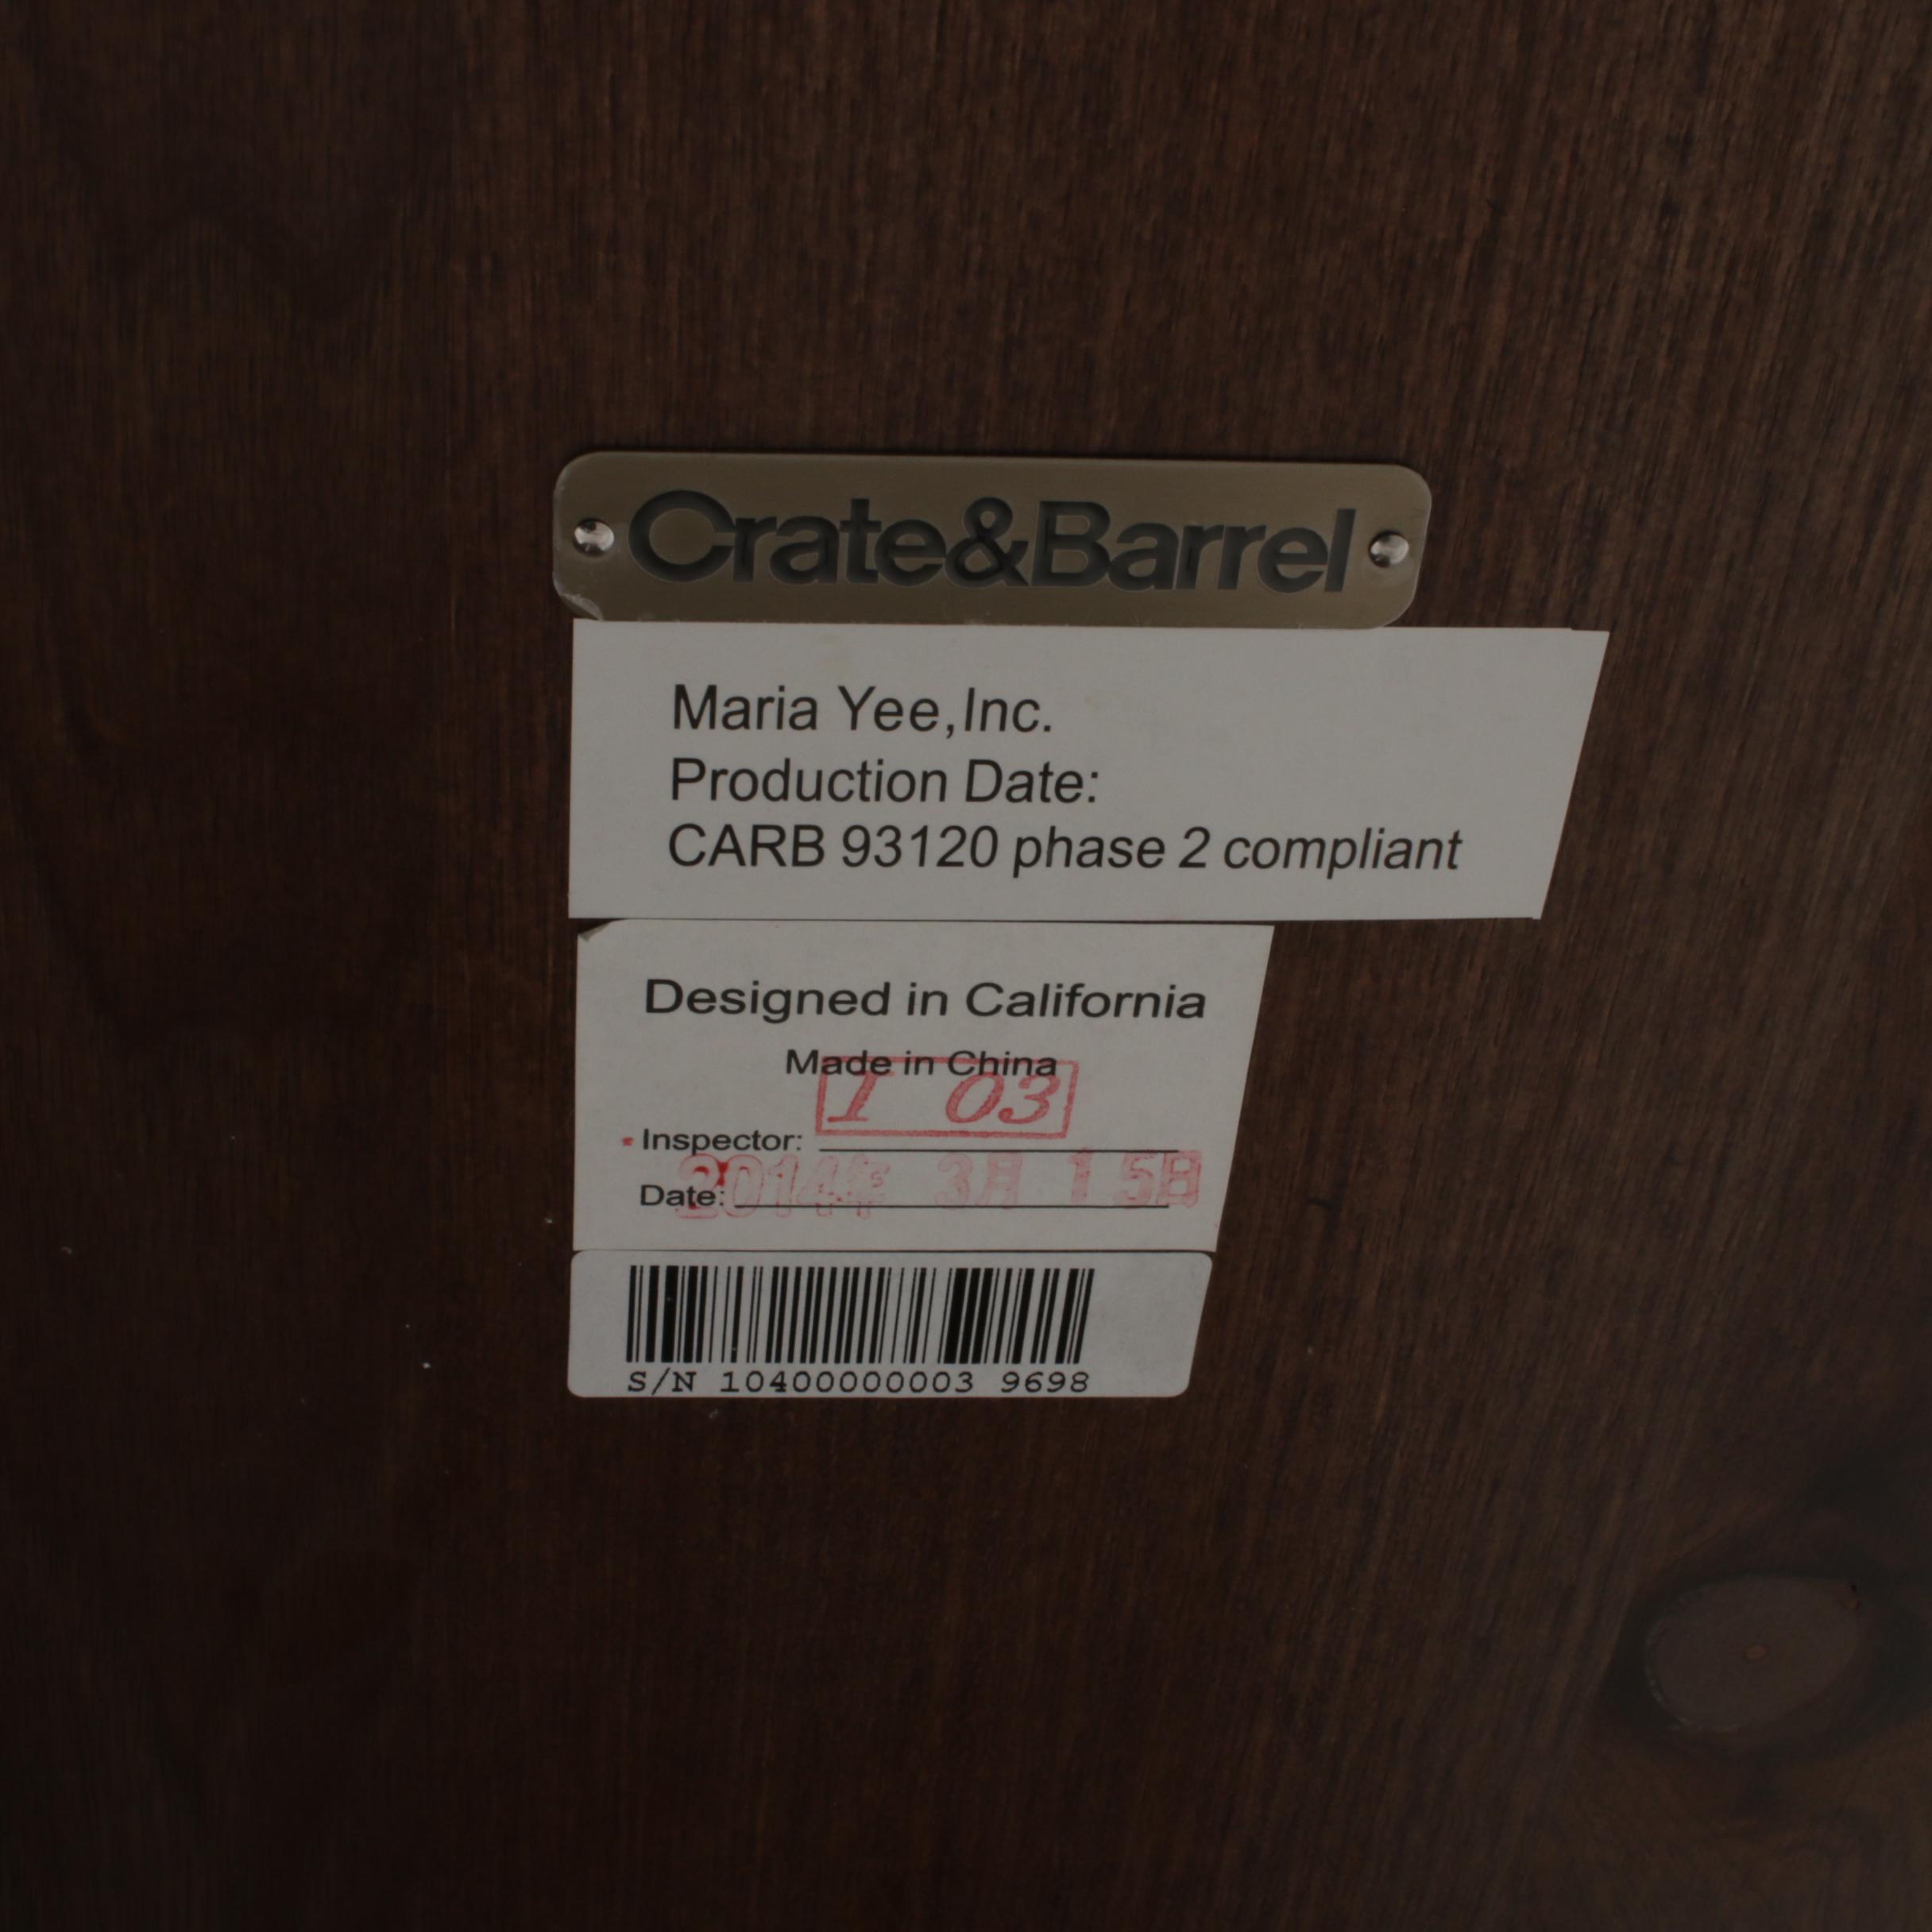 Crate&Barrel
Maria Yee,Inc.
Production Date:
CARB 93120 phase 2 compliant
Designed in California
Made in China
I 03
Inspector:
2014年 3月 15日
Date:
S/N 10400000003 9698